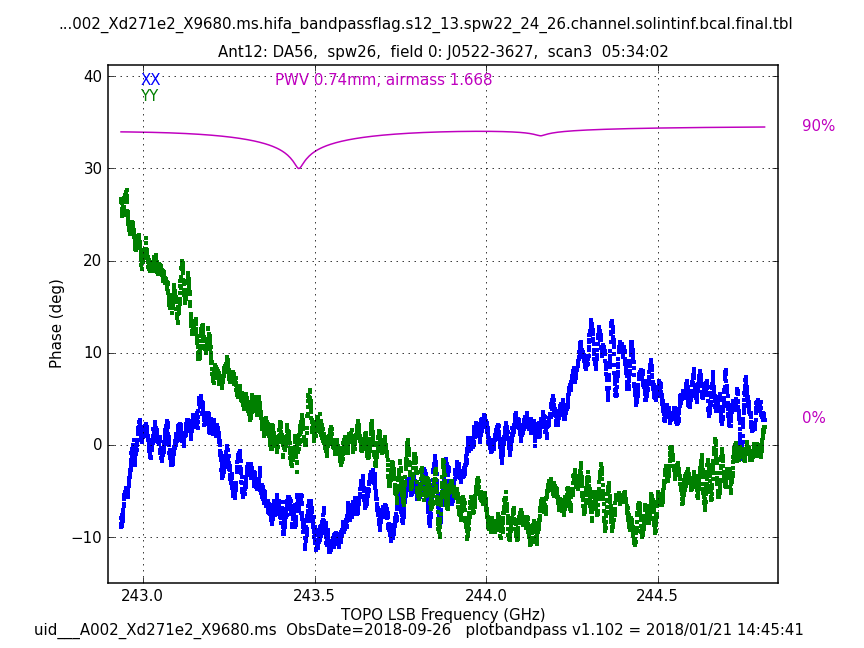 ...002_Xd271e2_X9680.ms.hifa_bandpassflag.s12_13.spw22_24_26.channel.solintinf.bcal.final.tbl
Ant12: DA56,  spw26,  field 0: J0522-3627,  scan3  05:34:02
XX
YY
PWV 0.74mm, airmass 1.668
90%
0%
Phase (deg)
40
30
20
10
0
−10
243.0
243.5
244.0
244.5
TOPO LSB Frequency (GHz)
uid___A002_Xd271e2_X9680.ms  ObsDate=2018-09-26   plotbandpass v1.102 = 2018/01/21 14:45:41